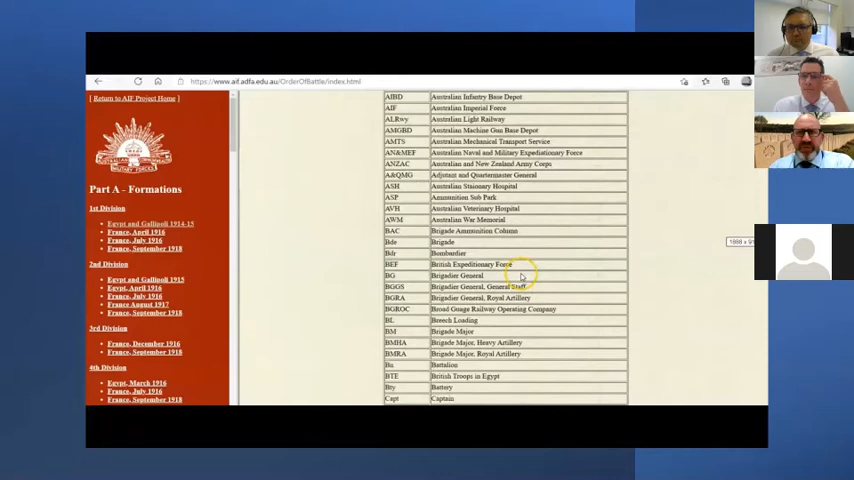 https://www.aif.adfa.edu.au/OrderOfBattle/index.html
[ Return to AIF Project Home ]
Part A - Formations
1st Division
Egypt and Gallipoli 1914-15
France, April 1916
France, July 1916
France, September 1918
2nd Division
Egypt and Gallipoli 1915
Egypt, April 1916
France, July 1916
France August 1917
France, September 1918
3rd Division
France, December 1916
France, September 1918
4th Division
Egypt, March 1916
France, July 1916
France, September 1918
AIBD Australian Infantry Base Depot
AIF Australian Imperial Force
ALRwy Australian Light Railway
AMGBD Australian Machine Gun Base Depot
AMTS Australian Mechanical Transport Service
AN&MEF Australian Naval and Military Expeditionary Force
ANZAC Australian and New Zealand Army Corps
A&QMG Adjutant and Quartermaster General
ASH Australian Staionary Hospital
ASP Ammunition Sub Park
AVH Australian Veterinary Hospital
AWM Australian War Memorial
BAC Brigade Ammunition Column
Bde Brigade
Bdr Bombardier
BEF British Expeditionary Force
BG Brigadier General
BGGS Brigadier General, General Staff
BGRA Brigadier General, Royal Artillery
BGROC Broad Guage Railway Operating Company
BL Breech Loading
BM Brigade Major
BMHA Brigade Major, Heavy Artillery
BMRA Brigade Major, Royal Artillery
Bn Battalion
BTE British Troops in Egypt
Bty Battery
Capt Captain